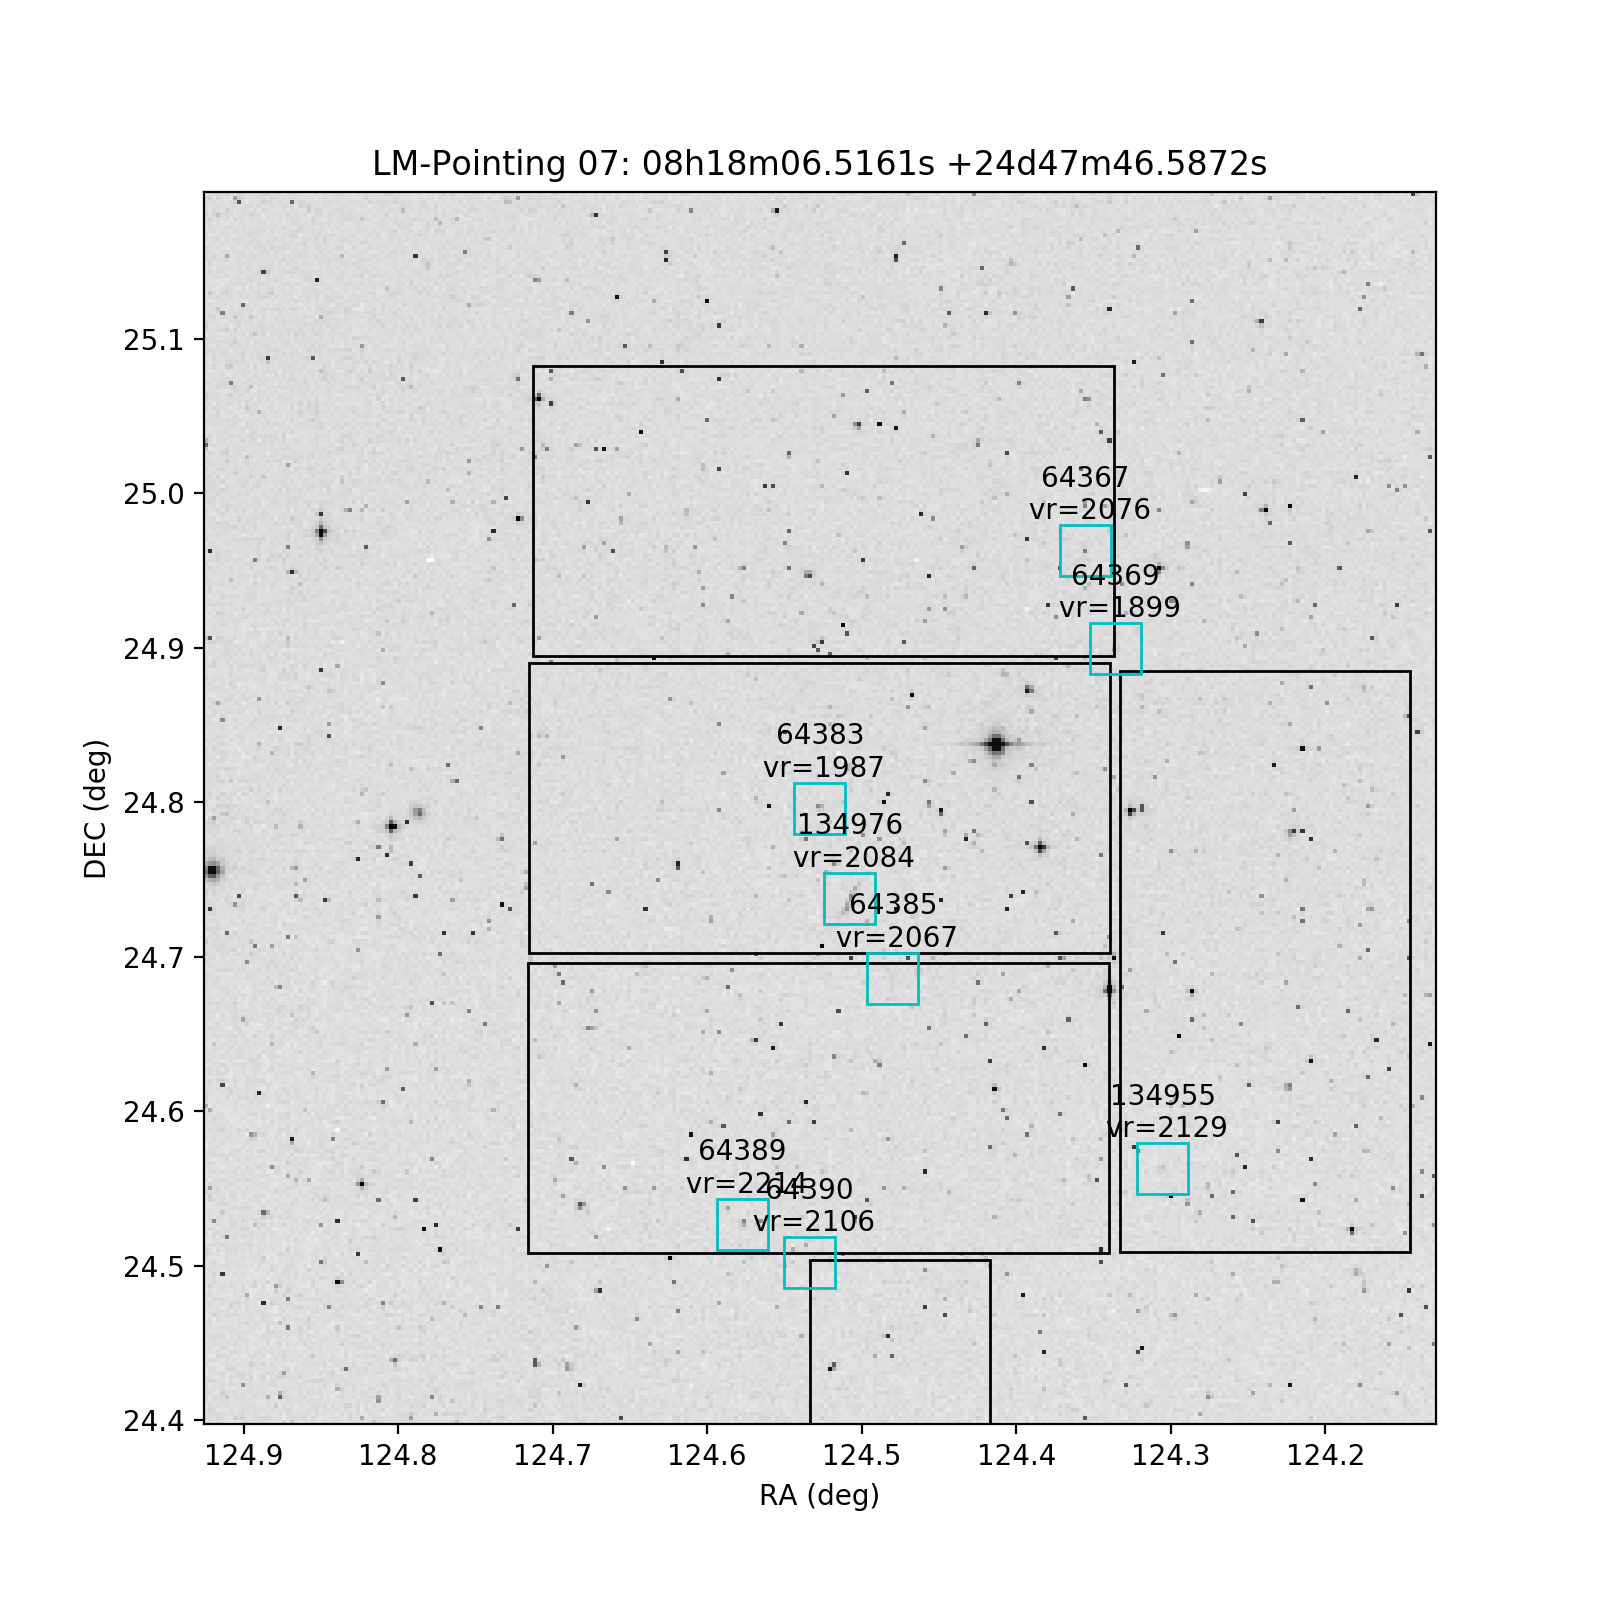 LM-Pointing 07: 08h18m06.5161s +24d47m46.5872s
25.1
25.0
24.9
24.8
24.7
24.6
24.5
24.4
DEC (deg)
64367
vr=2076
64369
vr=1899
64383
vr=1987
134976
vr=2084
64385
vr=2067
134955
vr=2129
64389
vr=2214
64390
vr=2106
124.9 124.8 124.7 124.6 124.5 124.4 124.3 124.2
RA (deg)